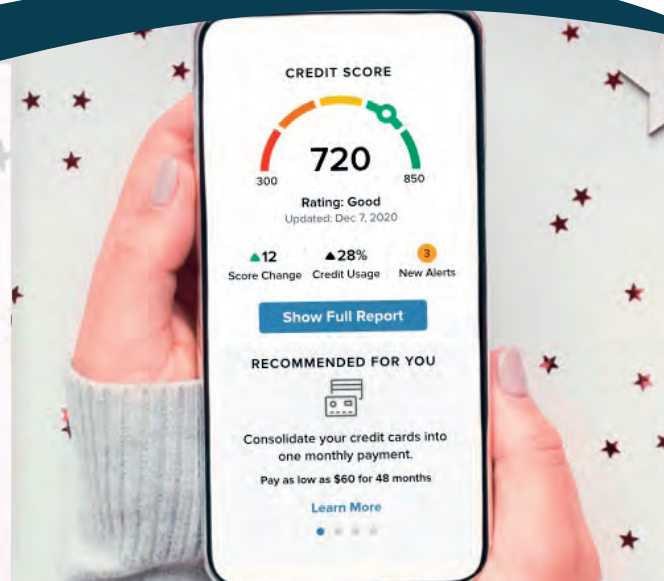 CREDIT SCORE
720
300
850
Rating: Good
Updated: Dec 7, 2020
▲12
▲28%
3
Score Change
Credit Usage
New Alerts
Show Full Report
RECOMMENDED FOR YOU
Consolidate your credit cards into
one monthly payment.
Pay as low as $60 for 48 months
Learn More